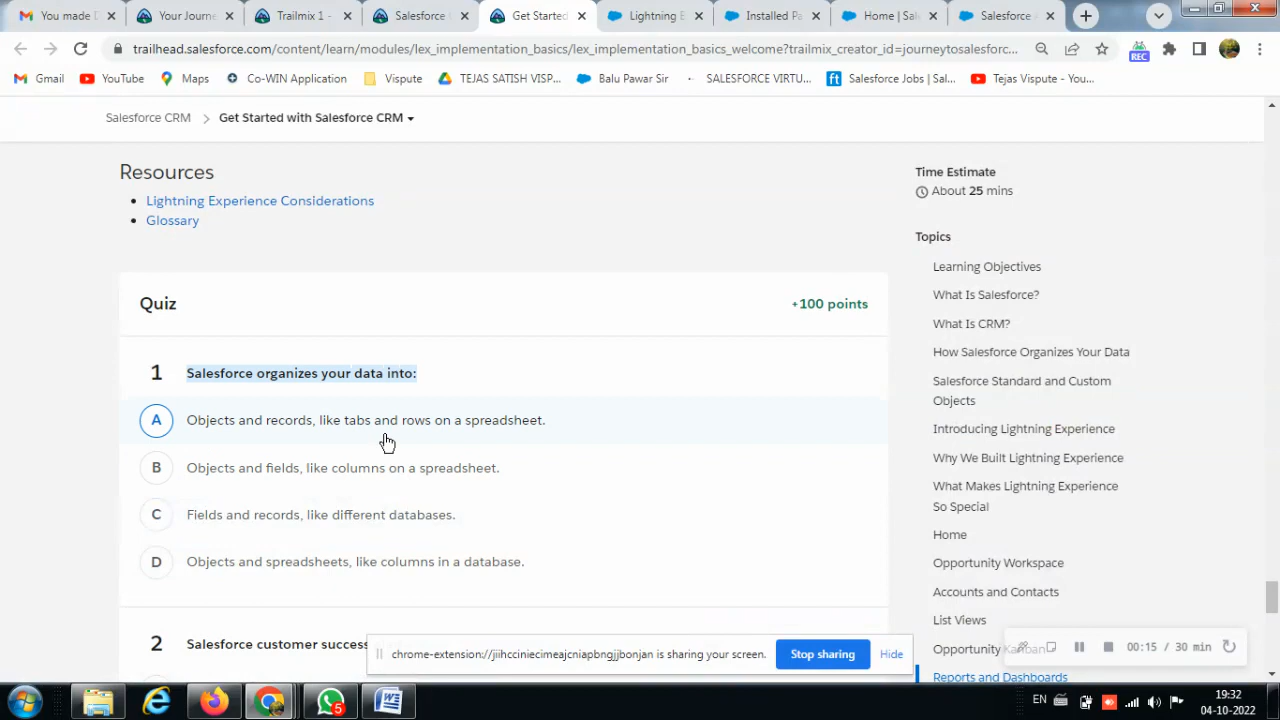 You made D
Your Journe
Trailmix 1 -
Salesforce
Get Started
Lightning E
Installed Pa
Home | Sal
Salesforce
trailhead.salesforce.com/content/learn/modules/lex_implementation_basics/lex_implementation_basics_welcome?trailmix_creator_id=journeytosalesforc...
REC
Gmail
YouTube
Maps
Co-WIN Application
Vispute
TEJAS SATISH VISP...
Balu Pawar Sir
SALESFORCE VIRTU...
ft
Salesforce Jobs | Sal...
Tejas Vispute - You...
Salesforce CRM > Get Started with Salesforce CRM
Resources
Lightning Experience Considerations
Glossary
Quiz
+100 points
1 Salesforce organizes your data into:
A Objects and records, like tabs and rows on a spreadsheet.
B Objects and fields, like columns on a spreadsheet.
C Fields and records, like different databases.
D Objects and spreadsheets, like columns in a database.
2 Salesforce customer success
Time Estimate
About 25 mins
Topics
Learning Objectives
What Is Salesforce?
What Is CRM?
How Salesforce Organizes Your Data
Salesforce Standard and Custom
Objects
Introducing Lightning Experience
Why We Built Lightning Experience
What Makes Lightning Experience
So Special
Home
Opportunity Workspace
Accounts and Contacts
List Views
Opportunity Kanban
Reports and Dashboards
chrome-extension://jiihcciniecimeajcniapbngjjbonjan is sharing your screen.
Stop sharing
Hide
00:15 / 30 min
5
EN
19:32
04-10-2022